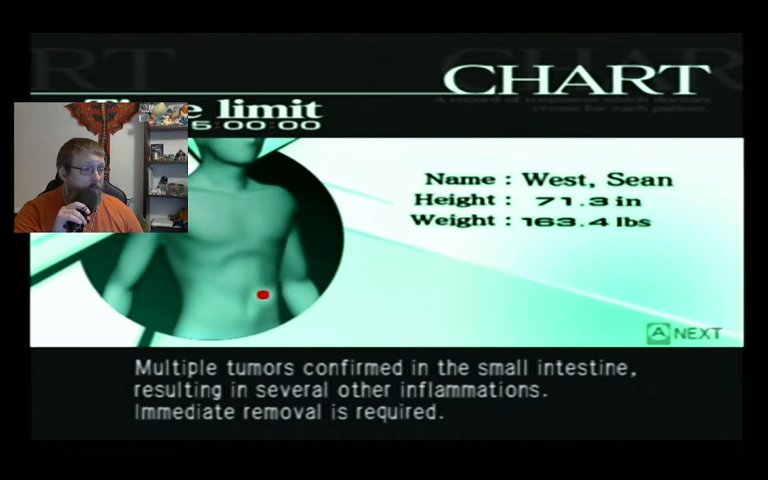 CHART
e limit
5:00:00
Name : West, Sean
Height : 71.3 in
Weight : 163.4 lbs
A NEXT
Multiple tumors confirmed in the small intestine,
resulting in several other inflammations.
Immediate removal is required.